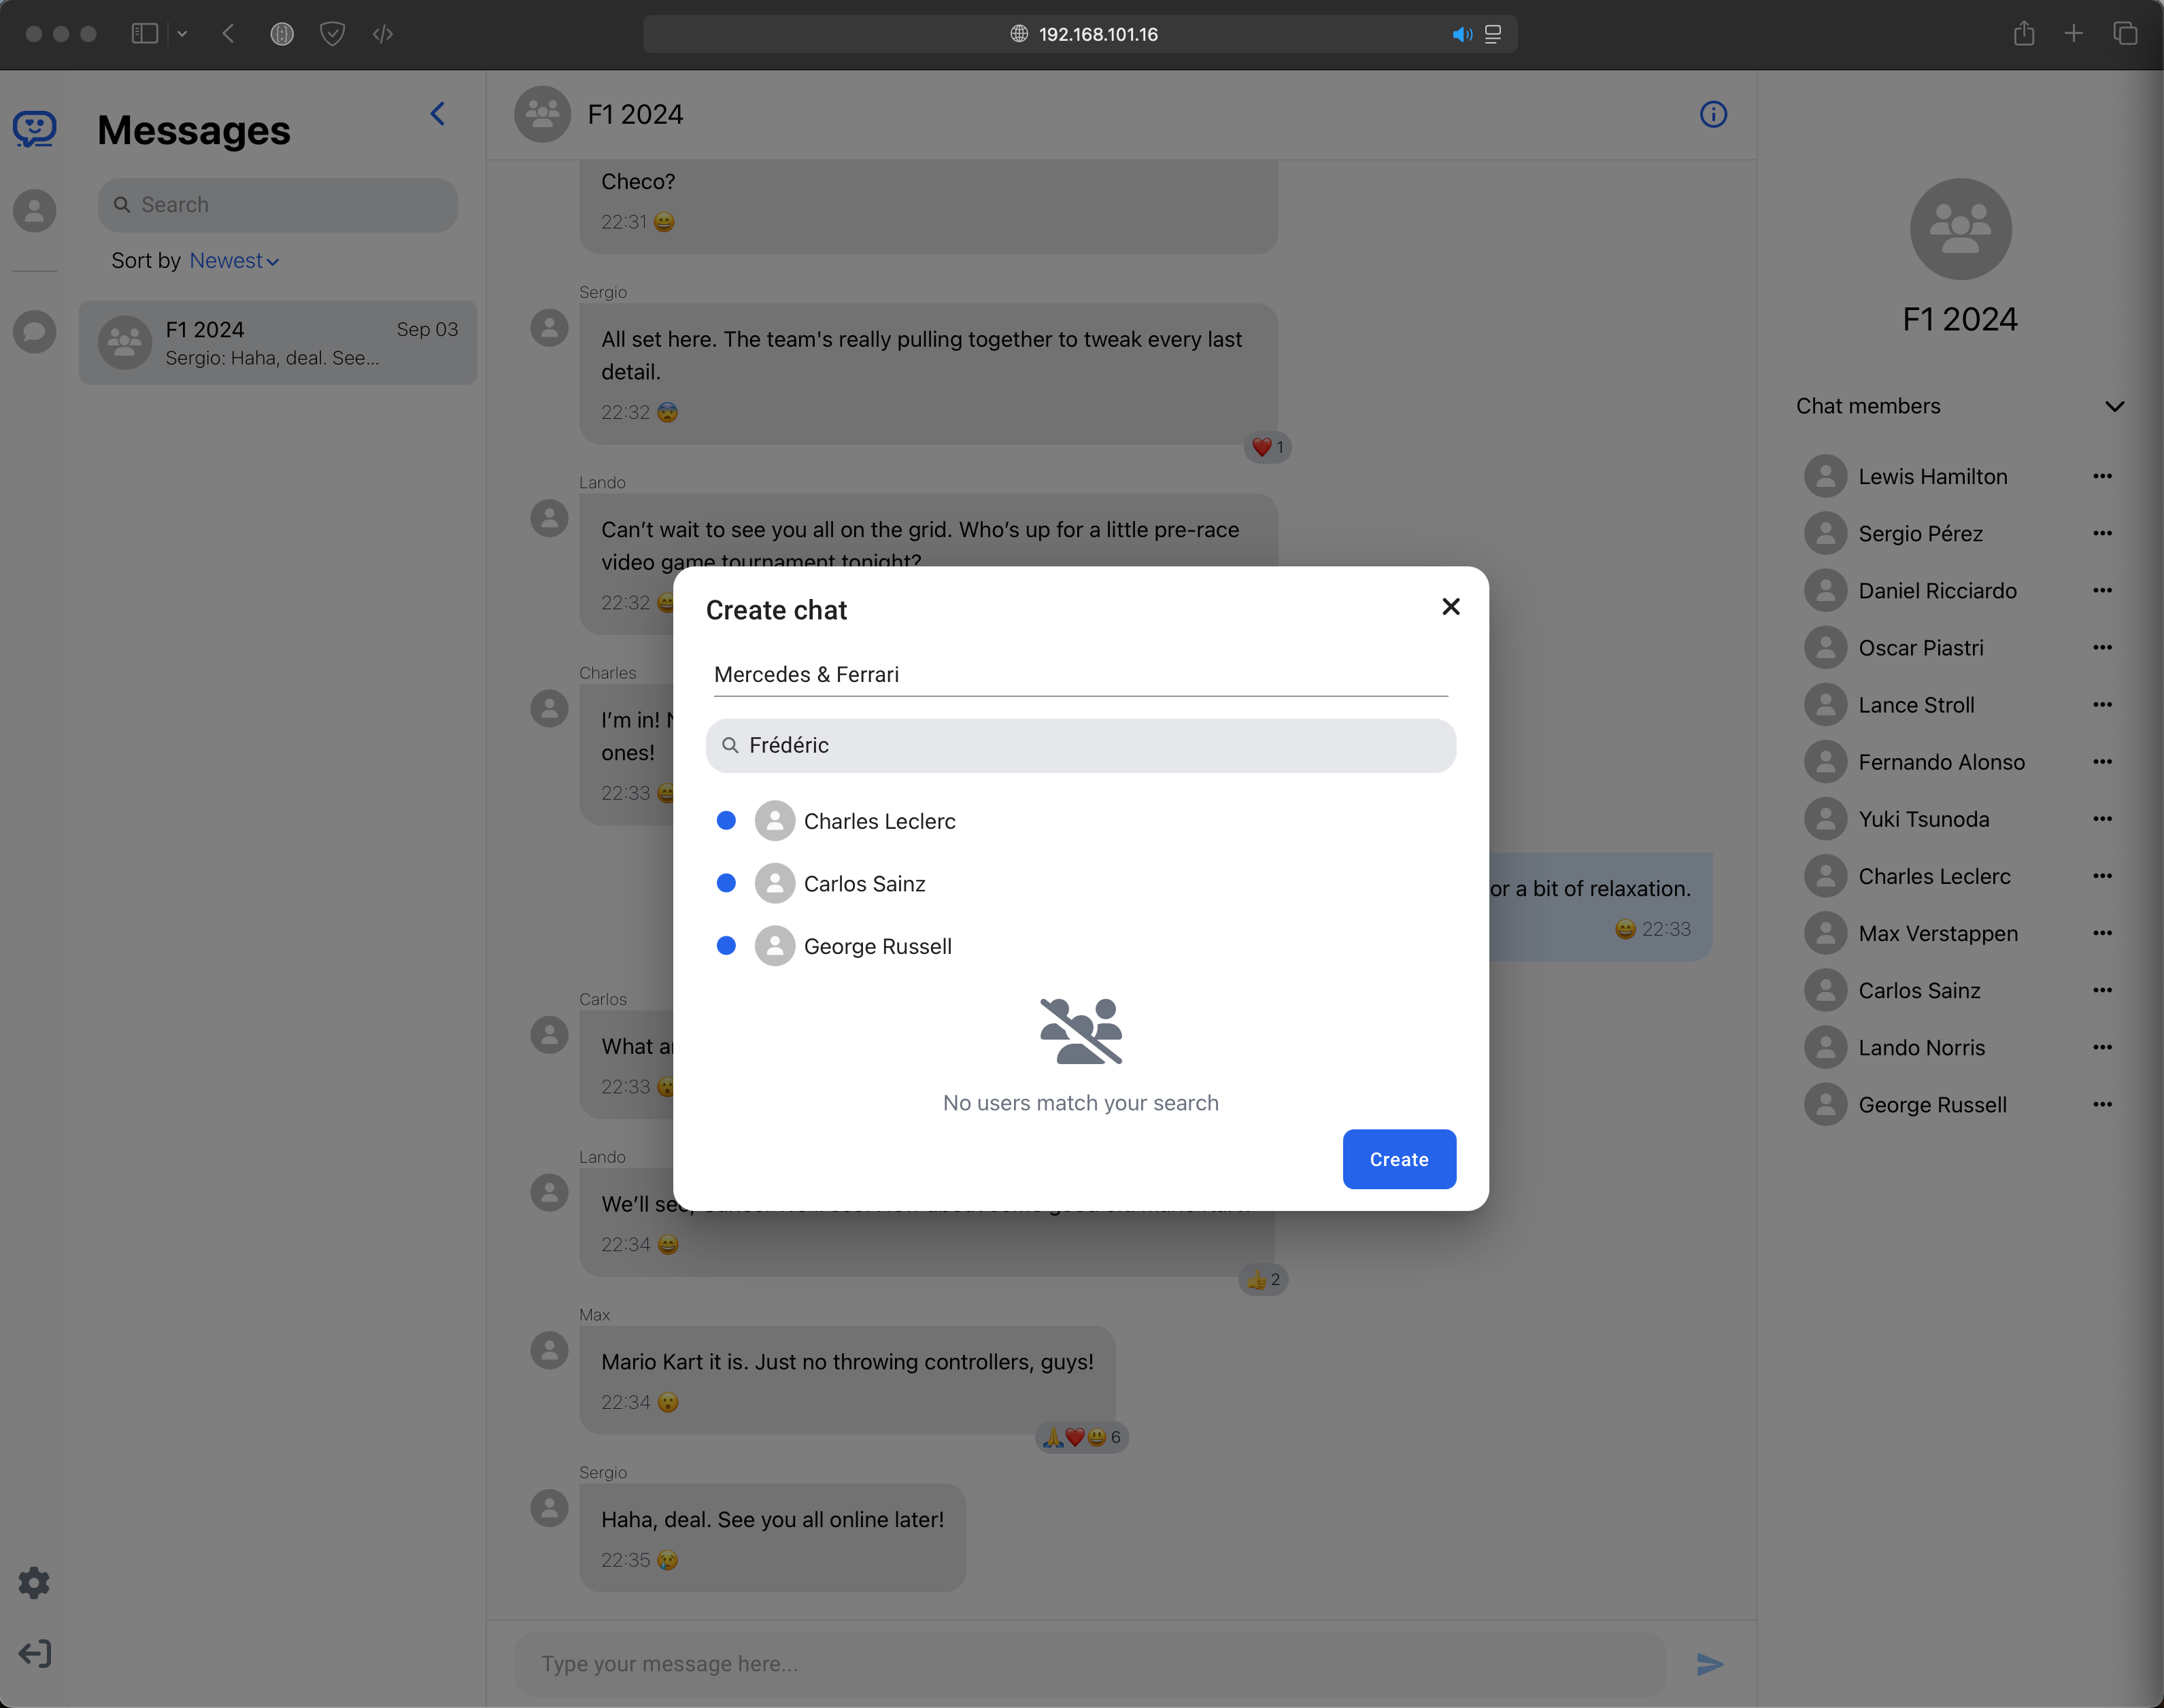 192.168.101.16
Messages
Search
Sort by Newest
F1 2024
Sep 03
Sergio: Haha, deal. See...
F1 2024
Checo?
22:31
Sergio
All set here. The team's really pulling together to tweak every last
detail.
22:32
1
Lando
Can’t wait to see you all on the grid. Who’s up for a little pre-race
video game tournament tonight?
22:32
Charles
I’m in! N
ones!
22:33
or a bit of relaxation.
22:33
Carlos
What a
22:33
Lando
We’ll see,
22:34
2
Max
Mario Kart it is. Just no throwing controllers, guys!
22:34
6
Sergio
Haha, deal. See you all online later!
22:35
Type your message here...
Create chat
Mercedes & Ferrari
Frédéric
Charles Leclerc
Carlos Sainz
George Russell
No users match your search
Create
F1 2024
Chat members
Lewis Hamilton
Sergio Pérez
Daniel Ricciardo
Oscar Piastri
Lance Stroll
Fernando Alonso
Yuki Tsunoda
Charles Leclerc
Max Verstappen
Carlos Sainz
Lando Norris
George Russell